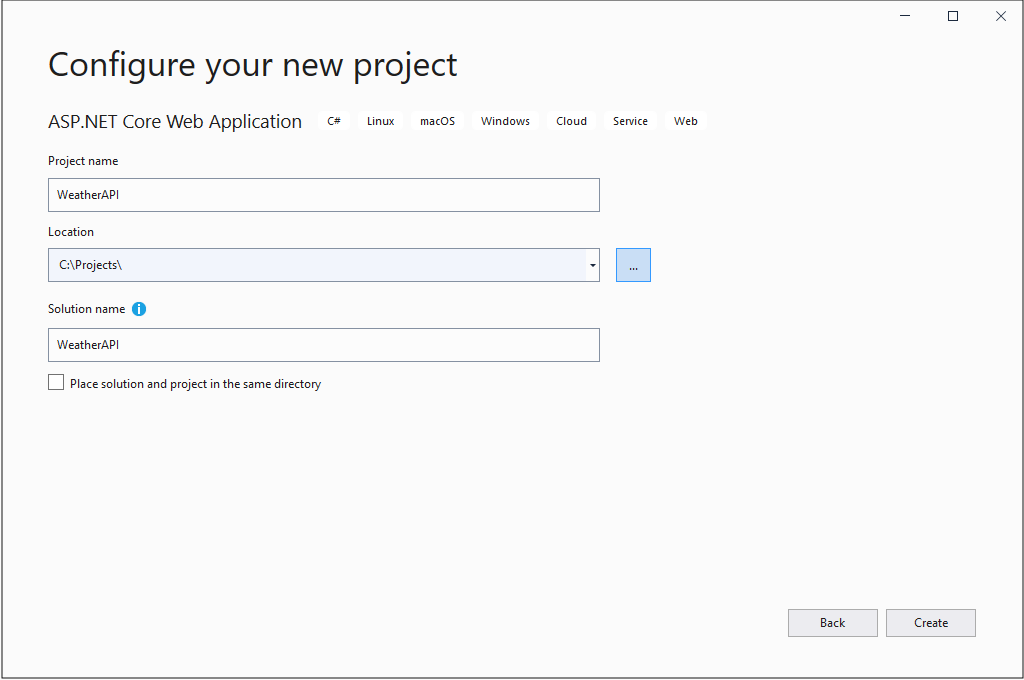 Configure your new project
ASP.NET Core Web Application C# Linux macOS Windows Cloud Service Web
Project name
WeatherAPI
Location
C:\Projects\
...
Solution name
WeatherAPI
Place solution and project in the same directory
Back Create